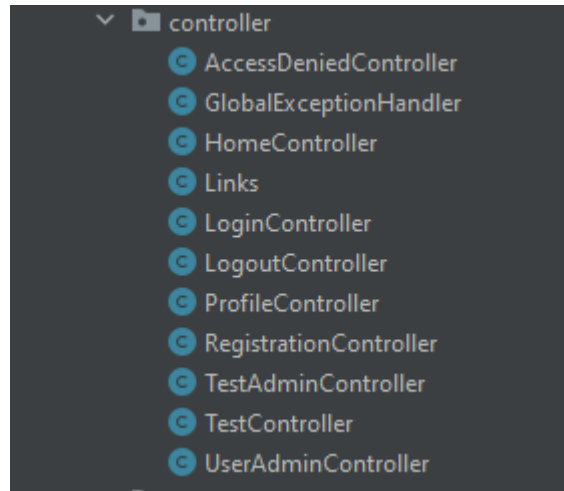 controller
AccessDeniedController
GlobalExceptionHandler
HomeController
Links
LoginController
LogoutController
ProfileController
RegistrationController
TestAdminController
TestController
UserAdminController